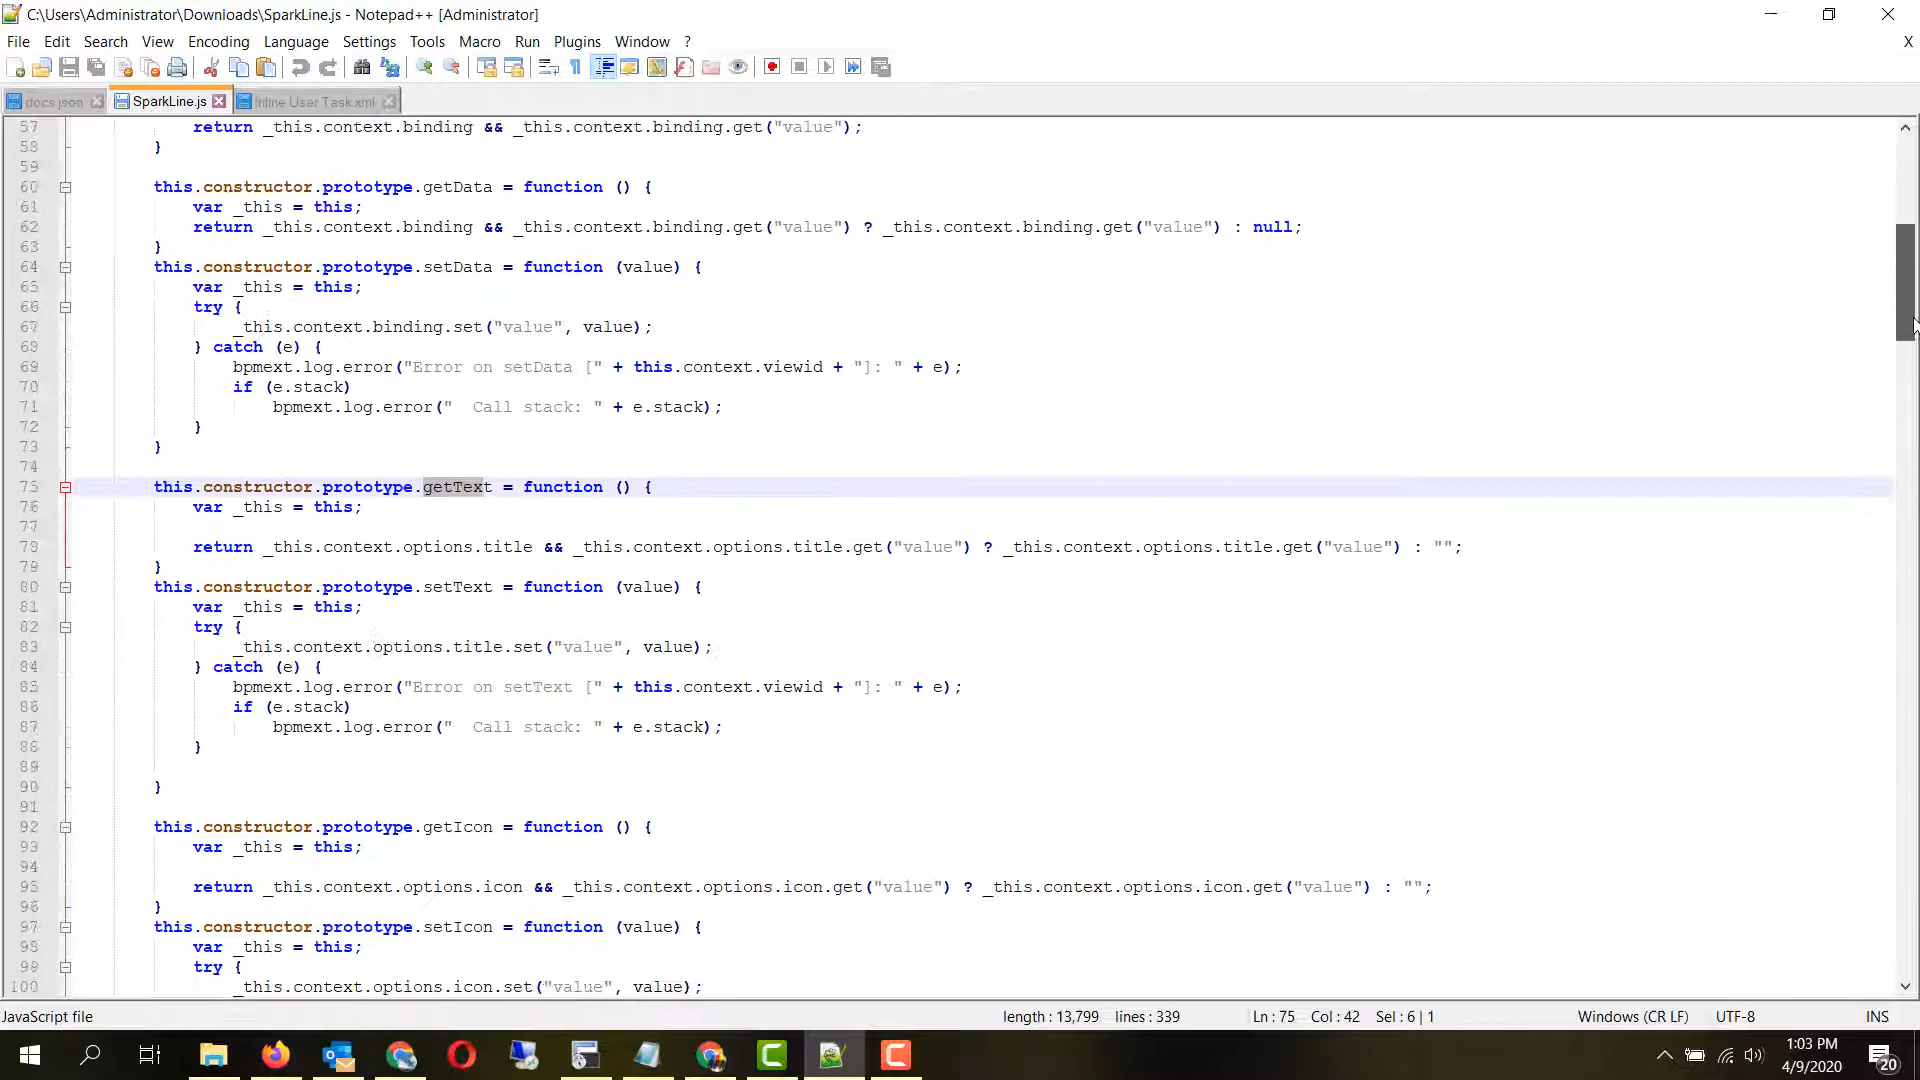 C:\Users\Administrator\Downloads\SparkLine.js - Notepad++ [Administrator]
File Edit Search View Encoding Language Settings Tools Macro Run Plugins Window ? X
docs.json SparkLine.js Inline User Task.xml
57 return _this.context.binding && _this.context.binding.get("value");
58 }
59
60 this.constructor.prototype.getData = function () {
61 var _this = this;
62 return _this.context.binding && _this.context.binding.get("value") ? _this.context.binding.get("value") : null;
63 }
64 this.constructor.prototype.setData = function (value) {
65 var _this = this;
66 try {
67 _this.context.binding.set("value", value);
68 } catch (e) {
69 bpmext.log.error("Error on setData [" + this.context.viewid + "]: " + e);
70 if (e.stack)
71 bpmext.log.error("  Call stack: " + e.stack);
72 }
73 }
74
75 this.constructor.prototype.getText = function () {
76 var _this = this;
77
78 return _this.context.options.title && _this.context.options.title.get("value") ? _this.context.options.title.get("value") : "";
79 }
80 this.constructor.prototype.setText = function (value) {
81 var _this = this;
82 try {
83 _this.context.options.title.set("value", value);
84 } catch (e) {
85 bpmext.log.error("Error on setText [" + this.context.viewid + "]: " + e);
86 if (e.stack)
87 bpmext.log.error("  Call stack: " + e.stack);
88 }
89
90 }
91
92 this.constructor.prototype.getIcon = function () {
93 var _this = this;
94
95 return _this.context.options.icon && _this.context.options.icon.get("value") ? _this.context.options.icon.get("value") : "";
96 }
97 this.constructor.prototype.setIcon = function (value) {
98 var _this = this;
99 try {
100 _this.context.options.icon.set("value", value);
JavaScript file length : 13,799 lines : 339 Ln : 75 Col : 42 Sel : 6 | 1 Windows (CR LF) UTF-8 INS
1:03 PM
4/9/2020
20